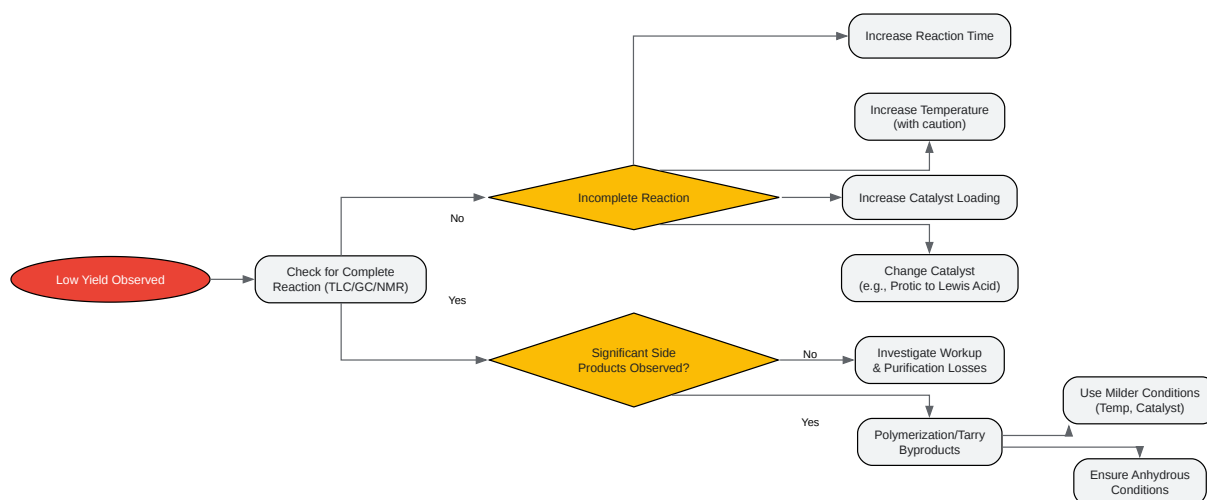 Increase Reaction Time
Increase Temperature
(with caution)
Incomplete Reaction
Increase Catalyst Loading
No
Low Yield Observed
Check for Complete
Reaction (TLC/GC/NMR)
Change Catalyst
(e.g., Protic to Lewis Acid)
Yes
Significant Side
Products Observed?
No
Investigate Workup
& Purification Losses
Use Milder Conditions
(Temp, Catalyst)
Yes
Polymerization/Tarry
Byproducts
Ensure Anhydrous
Conditions